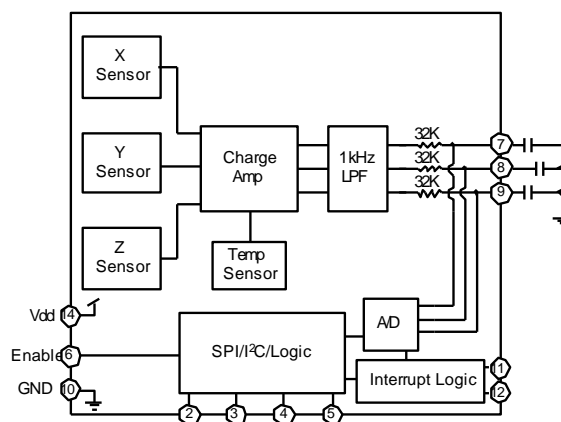 X
Sensor
Y
Sensor
Z
Sensor
Charge
Amp
Temp
Sensor
1kHz
LPF
32K
32K
32K
7
8
9
Vdd
14
Enable
6
GND
10
SPI/I²C/Logic
A/D
Interrupt Logic
11
12
2
3
4
5